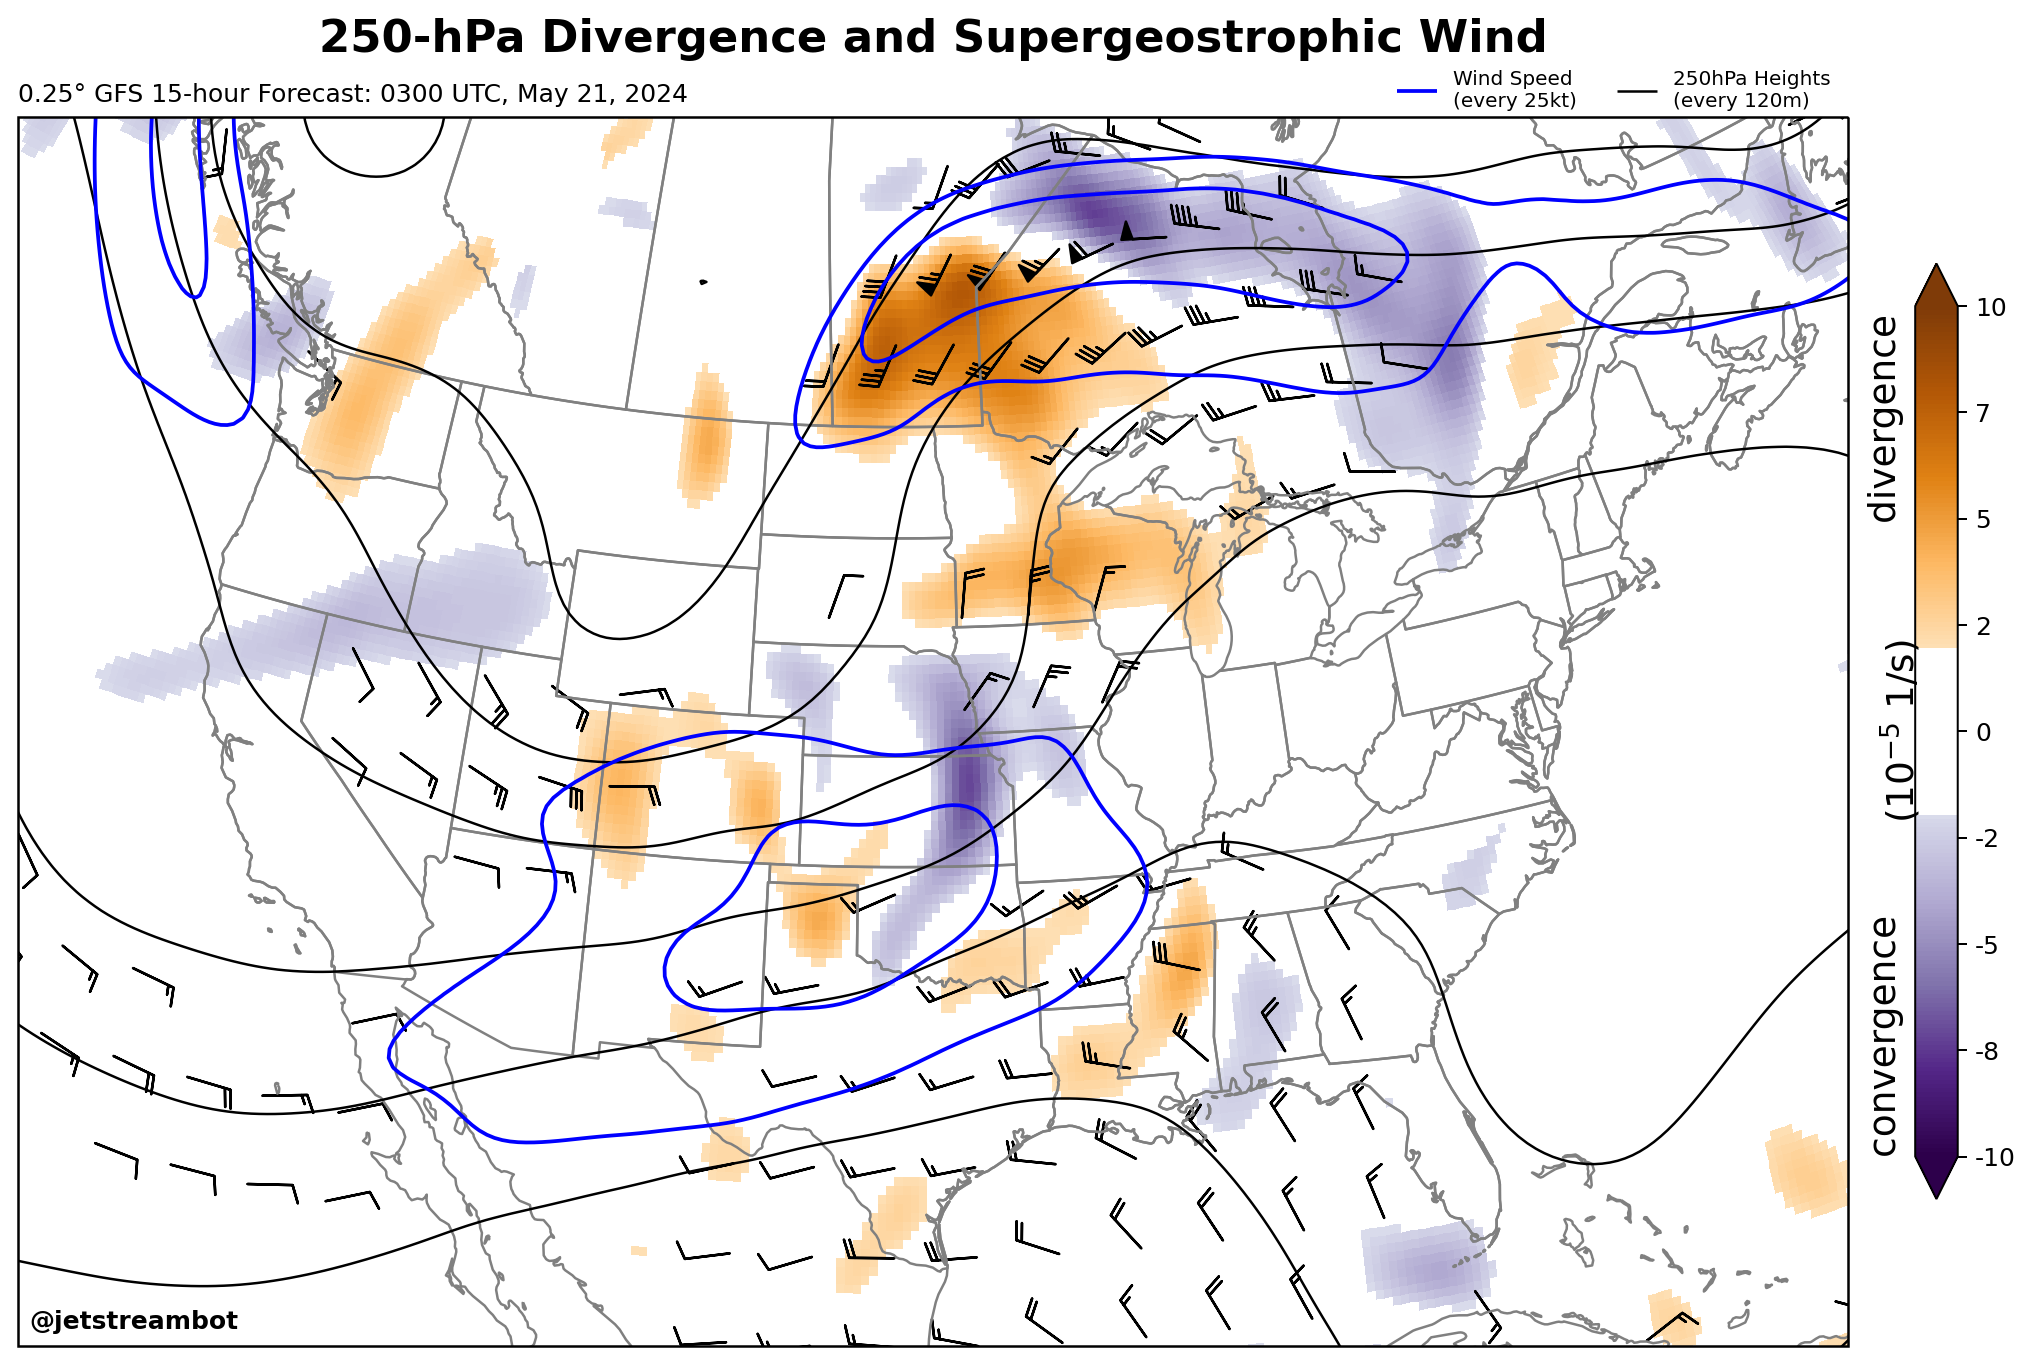 250-hPa Divergence and Supergeostrophic Wind
0.25° GFS 15-hour Forecast: 0300 UTC, May 21, 2024
Wind Speed
(every 25kt)
250hPa Heights
(every 120m)
10
7
5
2
0
-2
-5
-8
-10
divergence
(10⁻⁵ 1/s)
convergence
@jetstreambot